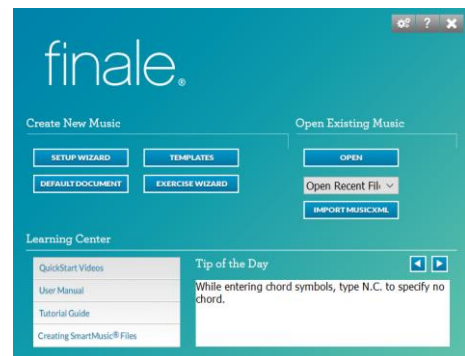 ?
finale®
Create New Music
Open Existing Music
SETUP WIZARD
TEMPLATES
OPEN
DEFAULT DOCUMENT
EXERCISE WIZARD
Open Recent Fil
IMPORT MUSICXML
Learning Center
QuickStart Videos
User Manual
Tutorial Guide
Creating SmartMusic® Files
Tip of the Day
While entering chord symbols, type N.C. to specify no
chord.